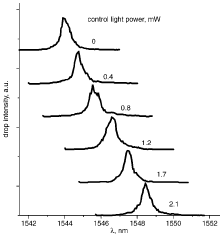 control light power, mW
0
0.4
0.8
1.2
1.7
2.1
drop intensity, a.u.
1542 1544 1546 1548 1550 1552
λ, nm